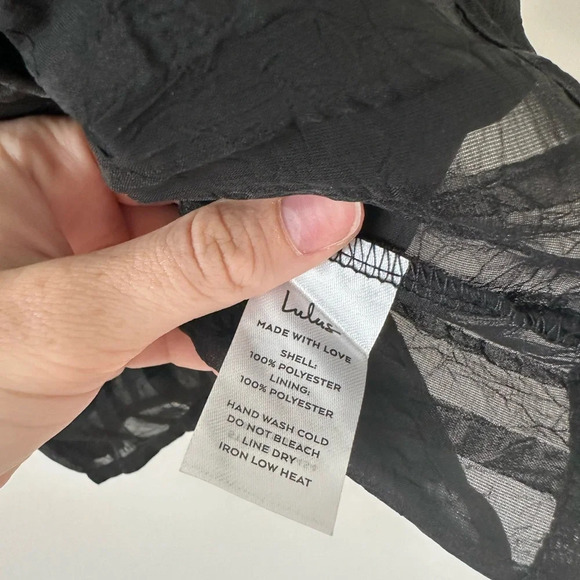 Lulus
MADE WITH LOVE
SHELL:
100% POLYESTER
LINING:
100% POLYESTER
HAND WASH COLD
DO NOT BLEACH
LINE DRY
IRON LOW HEAT